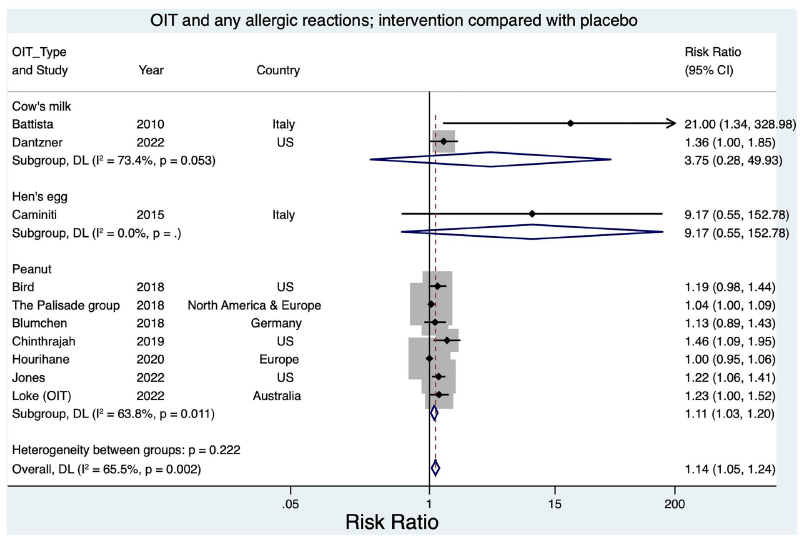 OIT and any allergic reactions; intervention compared with placebo
OIT_Type Risk Ratio
and Study Year Country (95% CI)
Cow's milk
Battista 2010 Italy 21.00 (1.34, 328.98)
Dantzner 2022 US 1.36 (1.00, 1.85)
Subgroup, DL (I² = 73.4%, p = 0.053) 3.75 (0.28, 49.93)
Hen's egg
Caminiti 2015 Italy 9.17 (0.55, 152.78)
Subgroup, DL (I² = 0.0%, p = .) 9.17 (0.55, 152.78)
Peanut
Bird 2018 US 1.19 (0.98, 1.44)
The Palisade group 2018 North America & Europe 1.04 (1.00, 1.09)
Blumchen 2018 Germany 1.13 (0.89, 1.43)
Chinthrajah 2019 US 1.46 (1.09, 1.95)
Hourihane 2020 Europe 1.00 (0.95, 1.06)
Jones 2022 US 1.22 (1.06, 1.41)
Loke (OIT) 2022 Australia 1.23 (1.00, 1.52)
Subgroup, DL (I² = 63.8%, p = 0.011) 1.11 (1.03, 1.20)
Heterogeneity between groups: p = 0.222
Overall, DL (I² = 65.5%, p = 0.002) 1.14 (1.05, 1.24)
.05 1 15 200
Risk Ratio